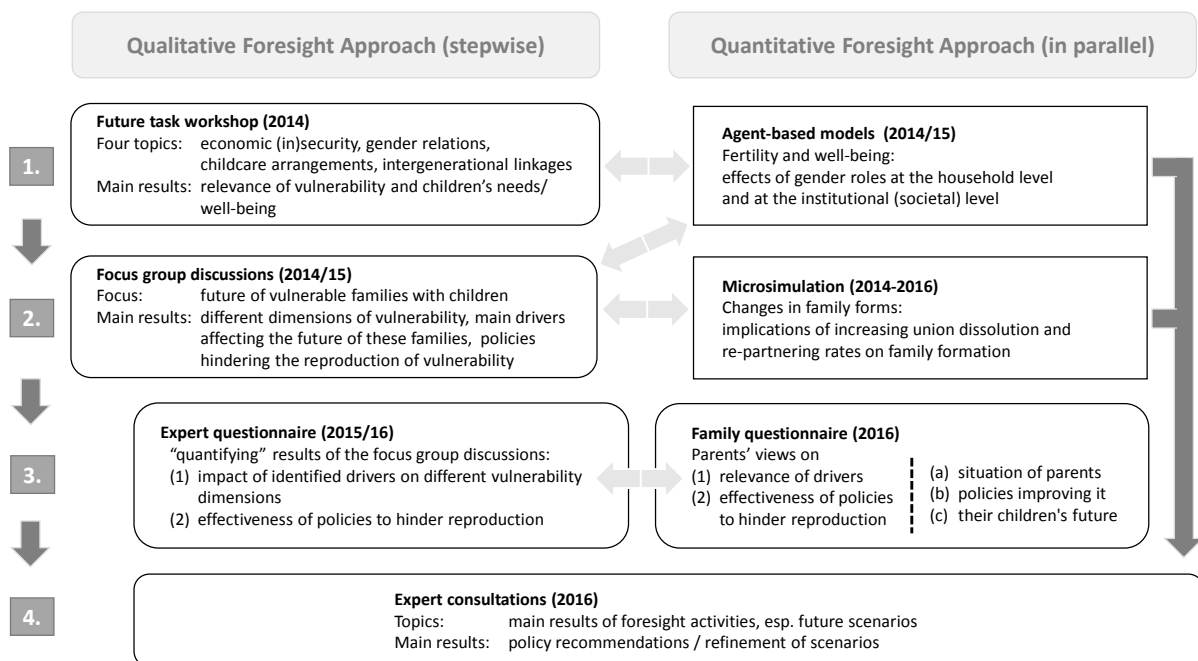 Qualitative Foresight Approach (stepwise)
Quantitative Foresight Approach (in parallel)
1.
Future task workshop (2014)
Four topics: economic (in)security, gender relations,
childcare arrangements, intergenerational linkages
Main results: relevance of vulnerability and children’s needs/
well-being
Agent-based models (2014/15)
Fertility and well-being:
effects of gender roles at the household level
and at the institutional (societal) level
2.
Focus group discussions (2014/15)
Focus: future of vulnerable families with children
Main results: different dimensions of vulnerability, main drivers
affecting the future of these families, policies
hindering the reproduction of vulnerability
Microsimulation (2014-2016)
Changes in family forms:
implications of increasing union dissolution and
re-partnering rates on family formation
3.
Expert questionnaire (2015/16)
“quantifying” results of the focus group discussions:
(1) impact of identified drivers on different vulnerability
dimensions
(2) effectiveness of policies to hinder reproduction
Family questionnaire (2016)
Parents’ views on
(1) relevance of drivers
(2) effectiveness of policies
to hinder reproduction
(a) situation of parents
(b) policies improving it
(c) their children's future
4.
Expert consultations (2016)
Topics: main results of foresight activities, esp. future scenarios
Main results: policy recommendations / refinement of scenarios